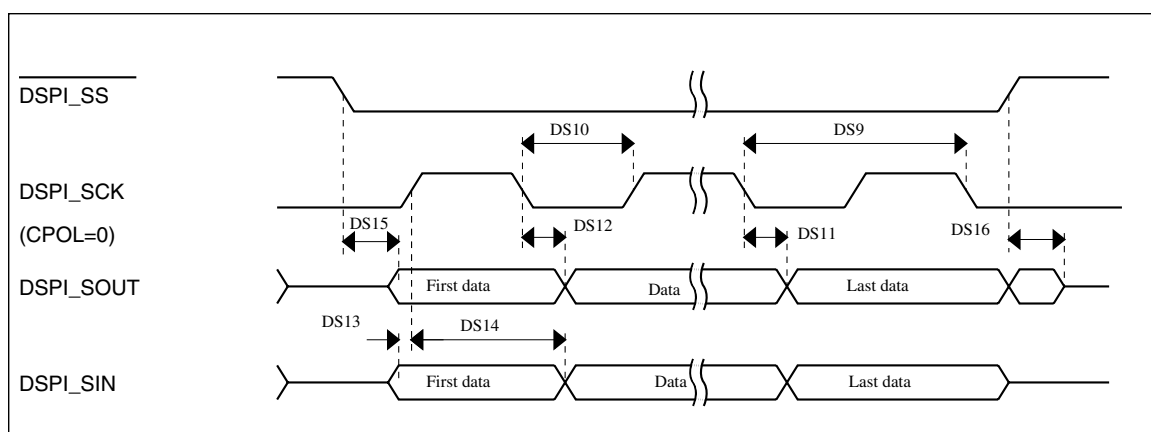 DSPI_SS
DS10 DS9
DSPI_SCK
(CPOL=0)
DS15 DS12 DS11 DS16
DSPI_SOUT First data Data Last data
DS13 DS14
DSPI_SIN First data Data Last data